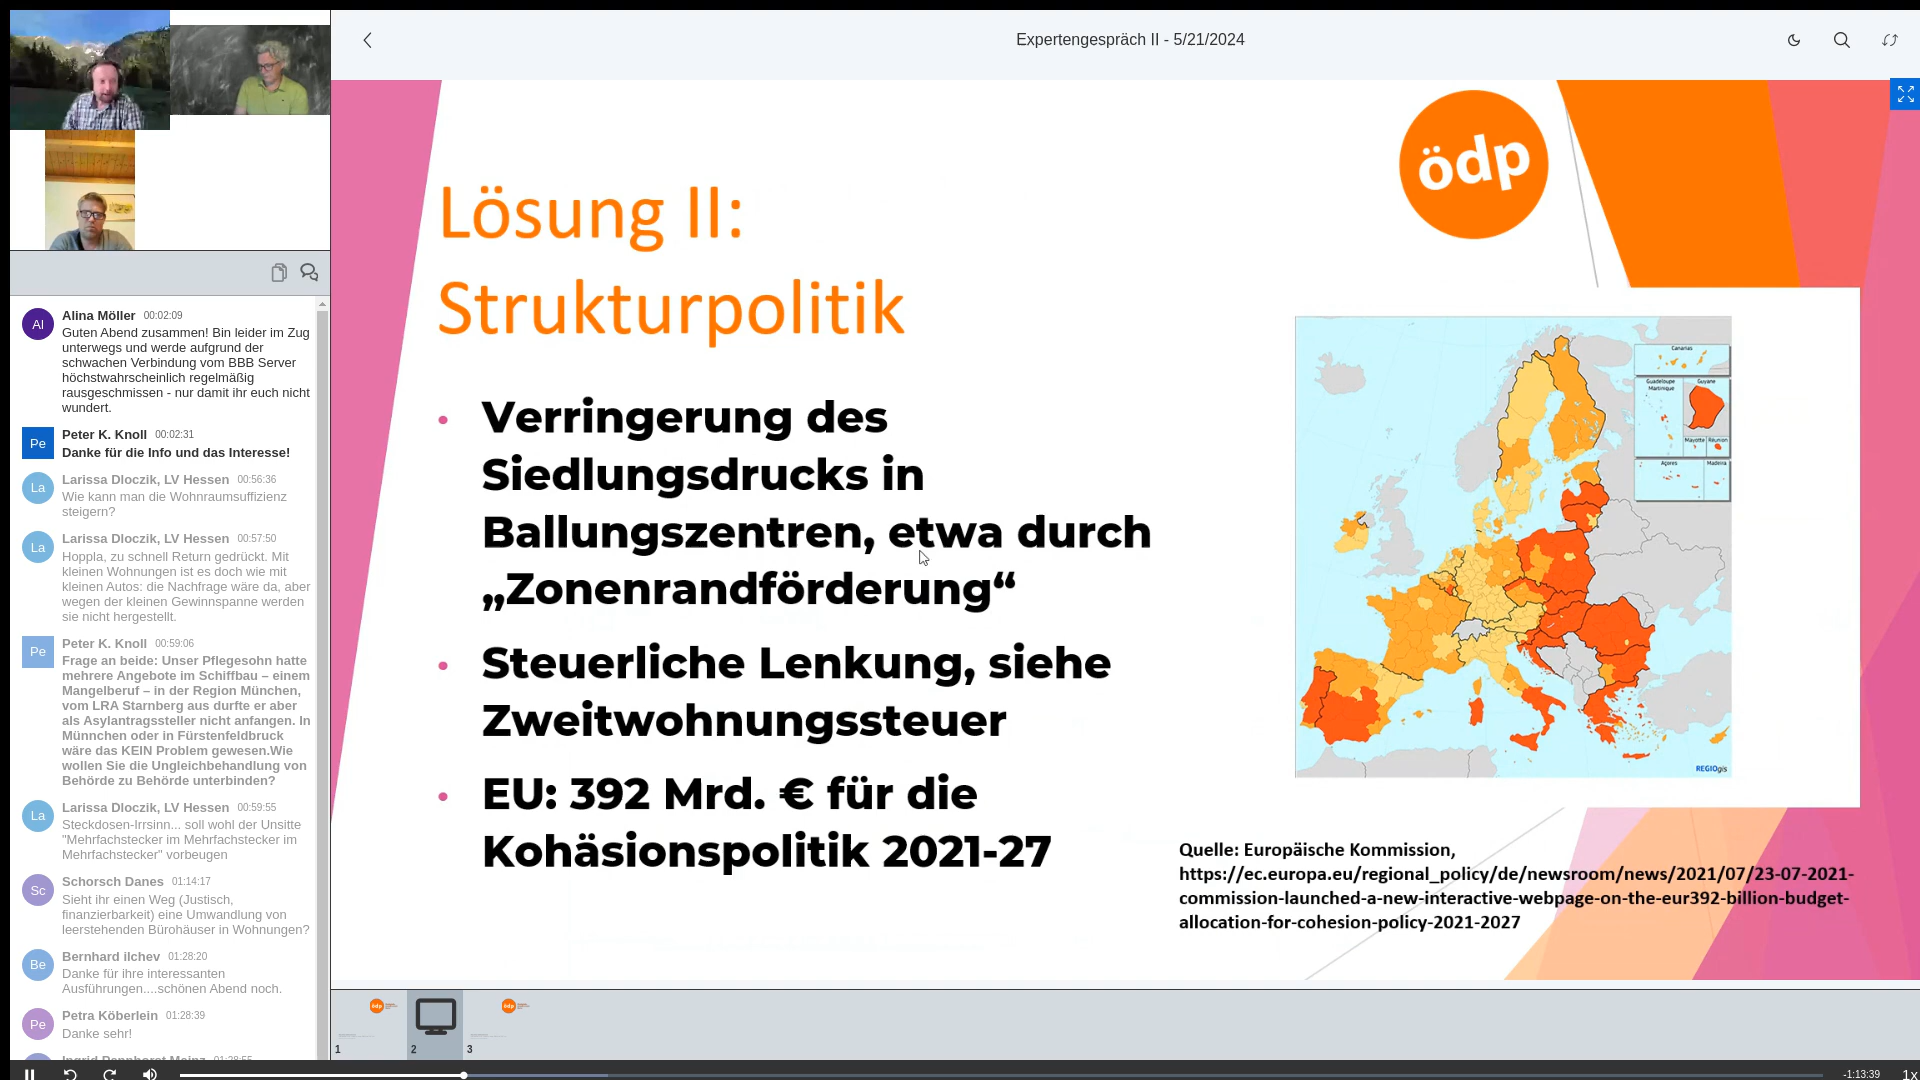 Expertengespräch II - 5/21/2024
Al
Alina Möller 00:02:09
Guten Abend zusammen! Bin leider im Zug
unterwegs und werde aufgrund der
schwachen Verbindung vom BBB Server
höchstwahrscheinlich regelmäßig
rausgeschmissen - nur damit ihr euch nicht
wundert.
Pe
Peter K. Knoll 00:02:31
Danke für die Info und das Interesse!
La
Larissa Dloczik, LV Hessen 00:56:36
Wie kann man die Wohnraumsuffizienz
steigern?
La
Larissa Dloczik, LV Hessen 00:57:50
Hoppla, zu schnell Return gedrückt. Mit
kleinen Wohnungen ist es doch wie mit
kleinen Autos: die Nachfrage wäre da, aber
wegen der kleinen Gewinnspanne werden
sie nicht hergestellt.
Pe
Peter K. Knoll 00:59:06
Frage an beide: Unser Pflegesohn hatte
mehrere Angebote im Schiffbau – einem
Mangelberuf – in der Region München,
vom LRA Starnberg aus durfte er aber
als Asylantragssteller nicht anfangen. In
Münnchen oder in Fürstenfeldbruck
wäre das KEIN Problem gewesen.Wie
wollen Sie die Ungleichbehandlung von
Behörde zu Behörde unterbinden?
La
Larissa Dloczik, LV Hessen 00:59:55
Steckdosen-Irrsinn... soll wohl der Unsitte
"Mehrfachstecker im Mehrfachstecker im
Mehrfachstecker" vorbeugen
Sc
Schorsch Danes 01:14:17
Sieht ihr einen Weg (Justisch,
finanzierbarkeit) eine Umwandlung von
leerstehenden Bürohäuser in Wohnungen?
Be
Bernhard ilchev 01:28:20
Danke für ihre interessanten
Ausführungen....schönen Abend noch.
Pe
Petra Köberlein 01:28:39
Danke sehr!
ödp
Lösung II:
Strukturpolitik
• Verringerung des
Siedlungsdrucks in
Ballungszentren, etwa durch
„Zonenrandförderung“
• Steuerliche Lenkung, siehe
Zweitwohnungssteuer
• EU: 392 Mrd. € für die
Kohäsionspolitik 2021-27
Canarias
Guadeloupe
Martinique
Guyane
Mayotte
Réunion
Açores
Madeira
REGIOgis
Quelle: Europäische Kommission,
https://ec.europa.eu/regional_policy/de/newsroom/news/2021/07/23-07-2021-
commission-launched-a-new-interactive-webpage-on-the-eur392-billion-budget-
allocation-for-cohesion-policy-2021-2027
ödp
ödp
1
2
3
-1:13:39
1x